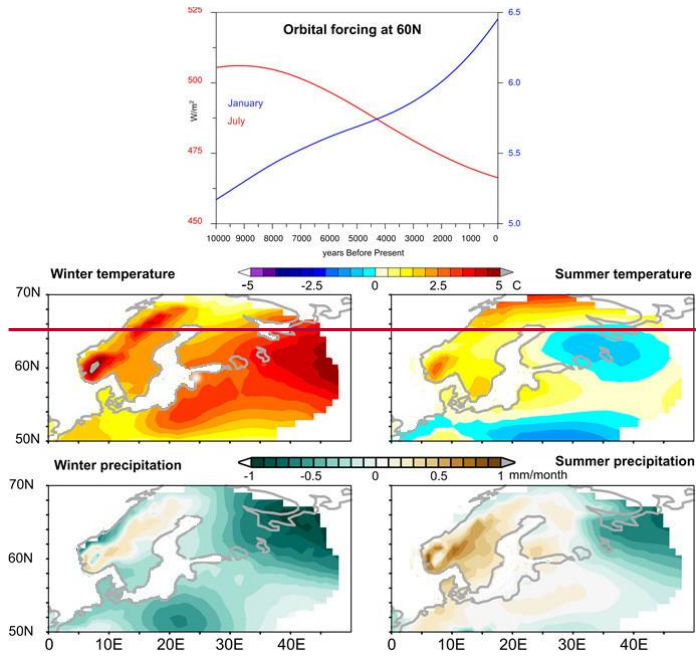 Orbital forcing at 60N
525
500
475
450
W/m²
January
July
6.5
6.0
5.5
5.0
10000 9000 8000 7000 6000 5000 4000 3000 2000 1000 0
years Before Present
Winter temperature
-5 -2.5 0 2.5 5 C
Summer temperature
70N
60N
50N
Winter precipitation
-1 -0.5 0 0.5 1 mm/month
Summer precipitation
70N
60N
50N
0 10E 20E 30E 40E
10E 20E 30E 40E